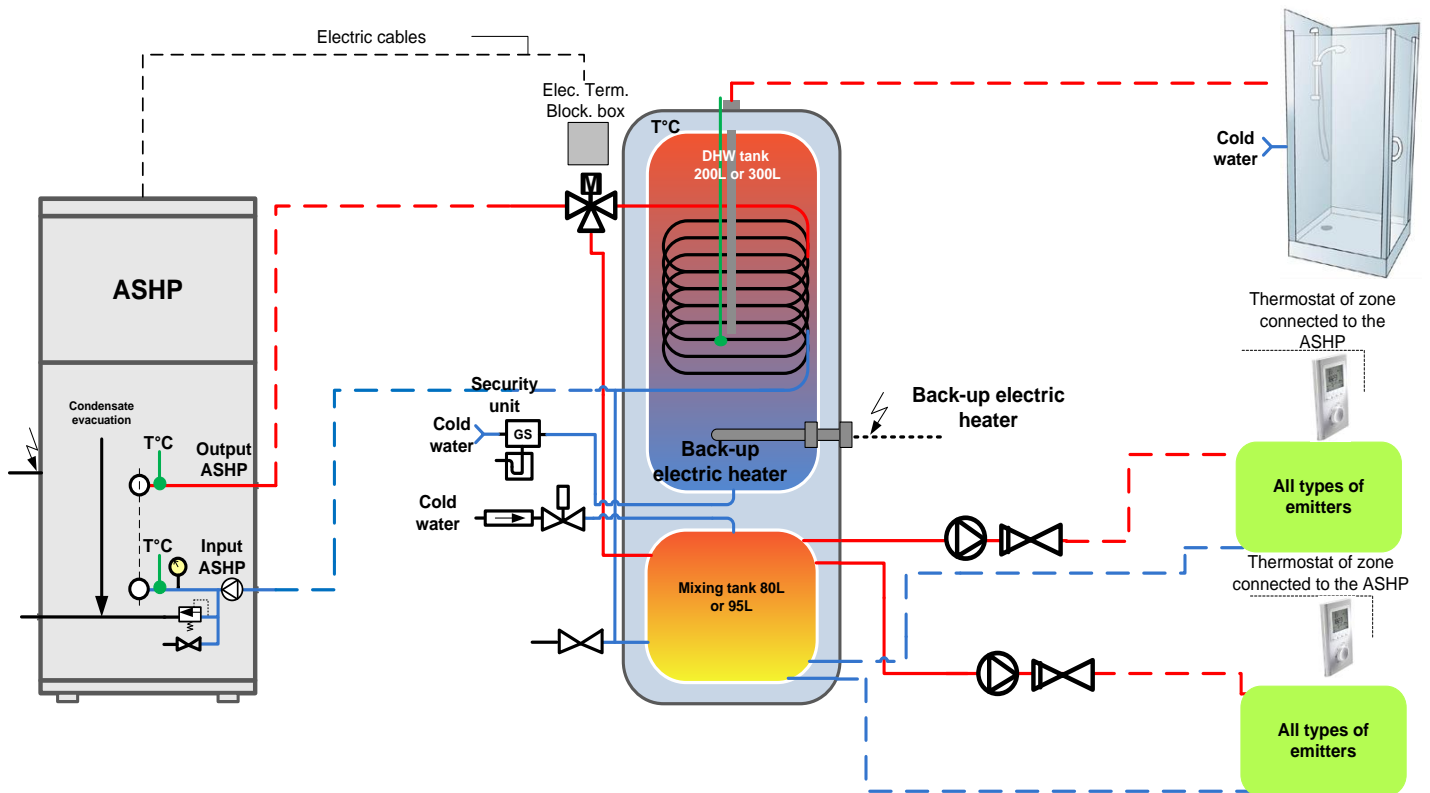 Electric cables
Elec. Term.
Block. box
M
T°C
DHW tank
200L or 300L
Cold
water
ASHP
Thermostat of zone
connected to the
ASHP
Security
unit
Cold
water
GS
Back-up electric
heater
Back-up
electric heater
Condensate
evacuation
T°C
Output
ASHP
All types of
emitters
Cold
water
T°C
Input
ASHP
Mixing tank 80L
or 95L
Thermostat of zone
connected to the ASHP
All types of
emitters